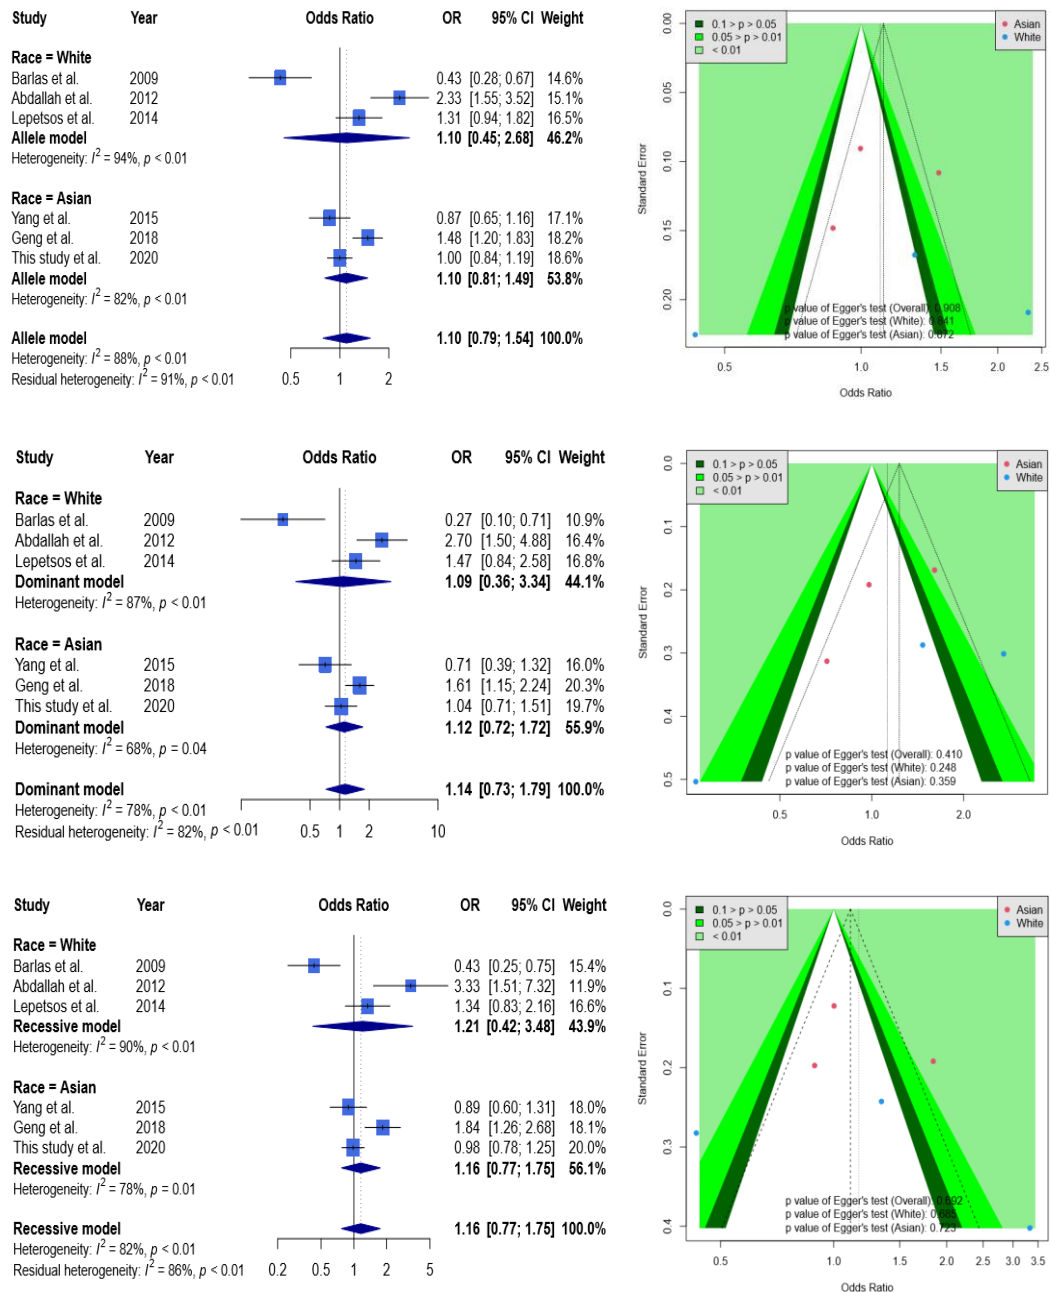 Study Year Odds Ratio OR 95% CI Weight
Race = White
Barlas et al. 2009 0.43 [0.28; 0.67] 14.6%
Abdallah et al. 2012 2.33 [1.55; 3.52] 15.1%
Lepetsos et al. 2014 1.31 [0.94; 1.82] 16.5%
Allele model 1.10 [0.45; 2.68] 46.2%
Heterogeneity: I² = 94%, p < 0.01
Race = Asian
Yang et al. 2015 0.87 [0.65; 1.16] 17.1%
Geng et al. 2018 1.48 [1.20; 1.83] 18.2%
This study et al. 2020 1.00 [0.84; 1.19] 18.6%
Allele model 1.10 [0.81; 1.49] 53.8%
Heterogeneity: I² = 82%, p < 0.01
Allele model 1.10 [0.79; 1.54] 100.0%
Heterogeneity: I² = 88%, p < 0.01
Residual heterogeneity: I² = 91%, p < 0.01
0.5 1 2
0.1 > p > 0.05
0.05 > p > 0.01
< 0.01
Asian
White
Standard Error
0.00
0.05
0.10
0.15
0.20
p value of Egger's test (Overall): 0.908
p value of Egger's test (White): 0.841
p value of Egger's test (Asian): 0.872
0.5 1.0 1.5 2.0 2.5
Odds Ratio
Study Year Odds Ratio OR 95% CI Weight
Race = White
Barlas et al. 2009 0.27 [0.10; 0.71] 10.9%
Abdallah et al. 2012 2.70 [1.50; 4.88] 16.4%
Lepetsos et al. 2014 1.47 [0.84; 2.58] 16.8%
Dominant model 1.09 [0.36; 3.34] 44.1%
Heterogeneity: I² = 87%, p < 0.01
Race = Asian
Yang et al. 2015 0.71 [0.39; 1.32] 16.0%
Geng et al. 2018 1.61 [1.15; 2.24] 20.3%
This study et al. 2020 1.04 [0.71; 1.51] 19.7%
Dominant model 1.12 [0.72; 1.72] 55.9%
Heterogeneity: I² = 68%, p = 0.04
Dominant model 1.14 [0.73; 1.79] 100.0%
Heterogeneity: I² = 78%, p < 0.01
Residual heterogeneity: I² = 82%, p < 0.01
0.5 1 2 10
0.1 > p > 0.05
0.05 > p > 0.01
< 0.01
Asian
White
Standard Error
0.0
0.1
0.2
0.3
0.4
0.5
p value of Egger's test (Overall): 0.410
p value of Egger's test (White): 0.248
p value of Egger's test (Asian): 0.359
0.5 1.0 2.0
Odds Ratio
Study Year Odds Ratio OR 95% CI Weight
Race = White
Barlas et al. 2009 0.43 [0.25; 0.75] 15.4%
Abdallah et al. 2012 3.33 [1.51; 7.32] 11.9%
Lepetsos et al. 2014 1.34 [0.83; 2.16] 16.6%
Recessive model 1.21 [0.42; 3.48] 43.9%
Heterogeneity: I² = 90%, p < 0.01
Race = Asian
Yang et al. 2015 0.89 [0.60; 1.31] 18.0%
Geng et al. 2018 1.84 [1.26; 2.68] 18.1%
This study et al. 2020 0.98 [0.78; 1.25] 20.0%
Recessive model 1.16 [0.77; 1.75] 56.1%
Heterogeneity: I² = 78%, p = 0.01
Recessive model 1.16 [0.77; 1.75] 100.0%
Heterogeneity: I² = 82%, p < 0.01
Residual heterogeneity: I² = 86%, p < 0.01
0.2 0.5 1 2 5
0.1 > p > 0.05
0.05 > p > 0.01
< 0.01
Asian
White
Standard Error
0.0
0.1
0.2
0.3
0.4
p value of Egger's test (Overall): 0.692
p value of Egger's test (White): 0.685
p value of Egger's test (Asian): 0.723
0.5 1.0 1.5 2.0 2.5 3.0 3.5
Odds Ratio